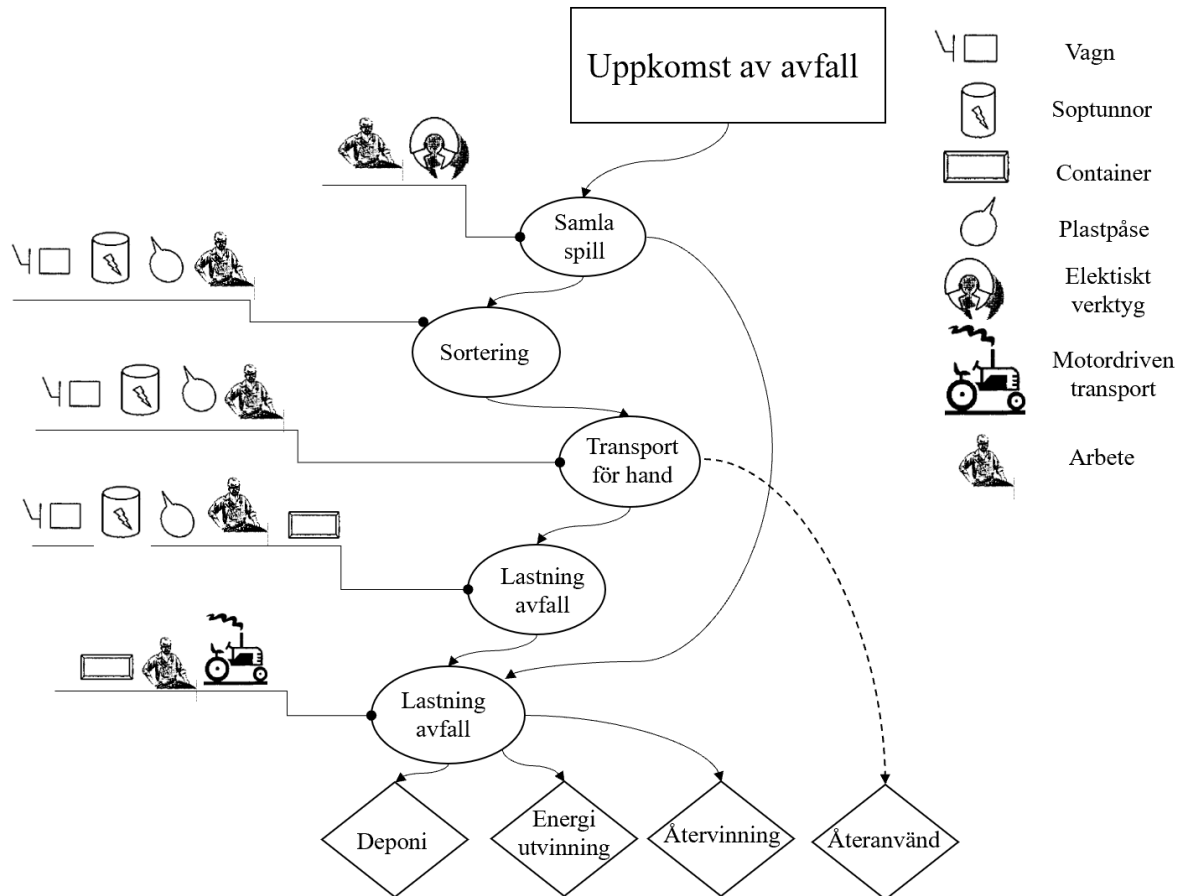 Uppkomst av avfall
Samla
spill
Sortering
Transport
för hand
Lastning
avfall
Lastning
avfall
Deponi
Energi
utvinning
Återvinning
Återanvänd
Vagn
Soptunnor
Container
Plastpåse
Elektiskt
verktyg
Motordriven
transport
Arbete